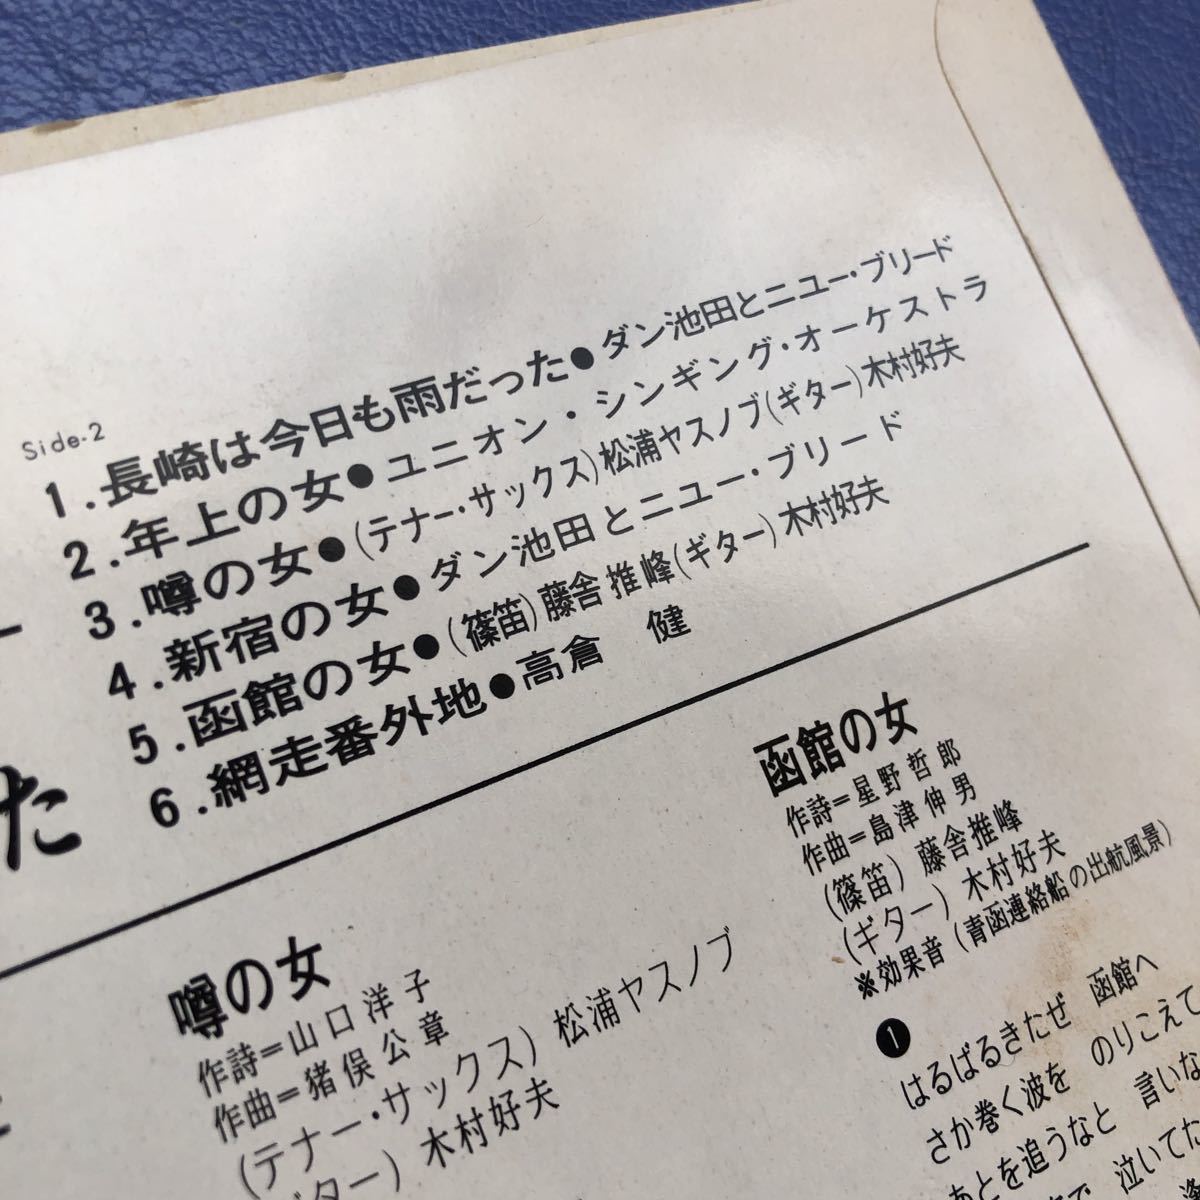 Side-2
1.長崎は今日も雨だった●ダン池田とニュー・ブリード
2.年上の女●ユニオン・シンギング・オーケストラ
3.噂の女●(テナー・サックス)松浦ヤスノブ(ギター)木村好夫
4.新宿の女●ダン池田とニュー・ブリード
5.函館の女●(篠笛)藤舎推峰(ギター)木村好夫
6.網走番外地●高倉 健
た
噂の女
作詩=山口洋子
作曲=猪俣公章
(テナー・サックス)松浦ヤスノブ
ギター)木村好夫
函館の女
作詩=星野哲郎
作曲=島津伸男
(篠笛)藤舎推峰
(ギター)木村好夫
※効果音(青函連絡船の出航風景)
❶
はるばるきたぜ 函館へ
さか巻く波を のりこえて
あとを追うなと 言いな
で 泣いてた